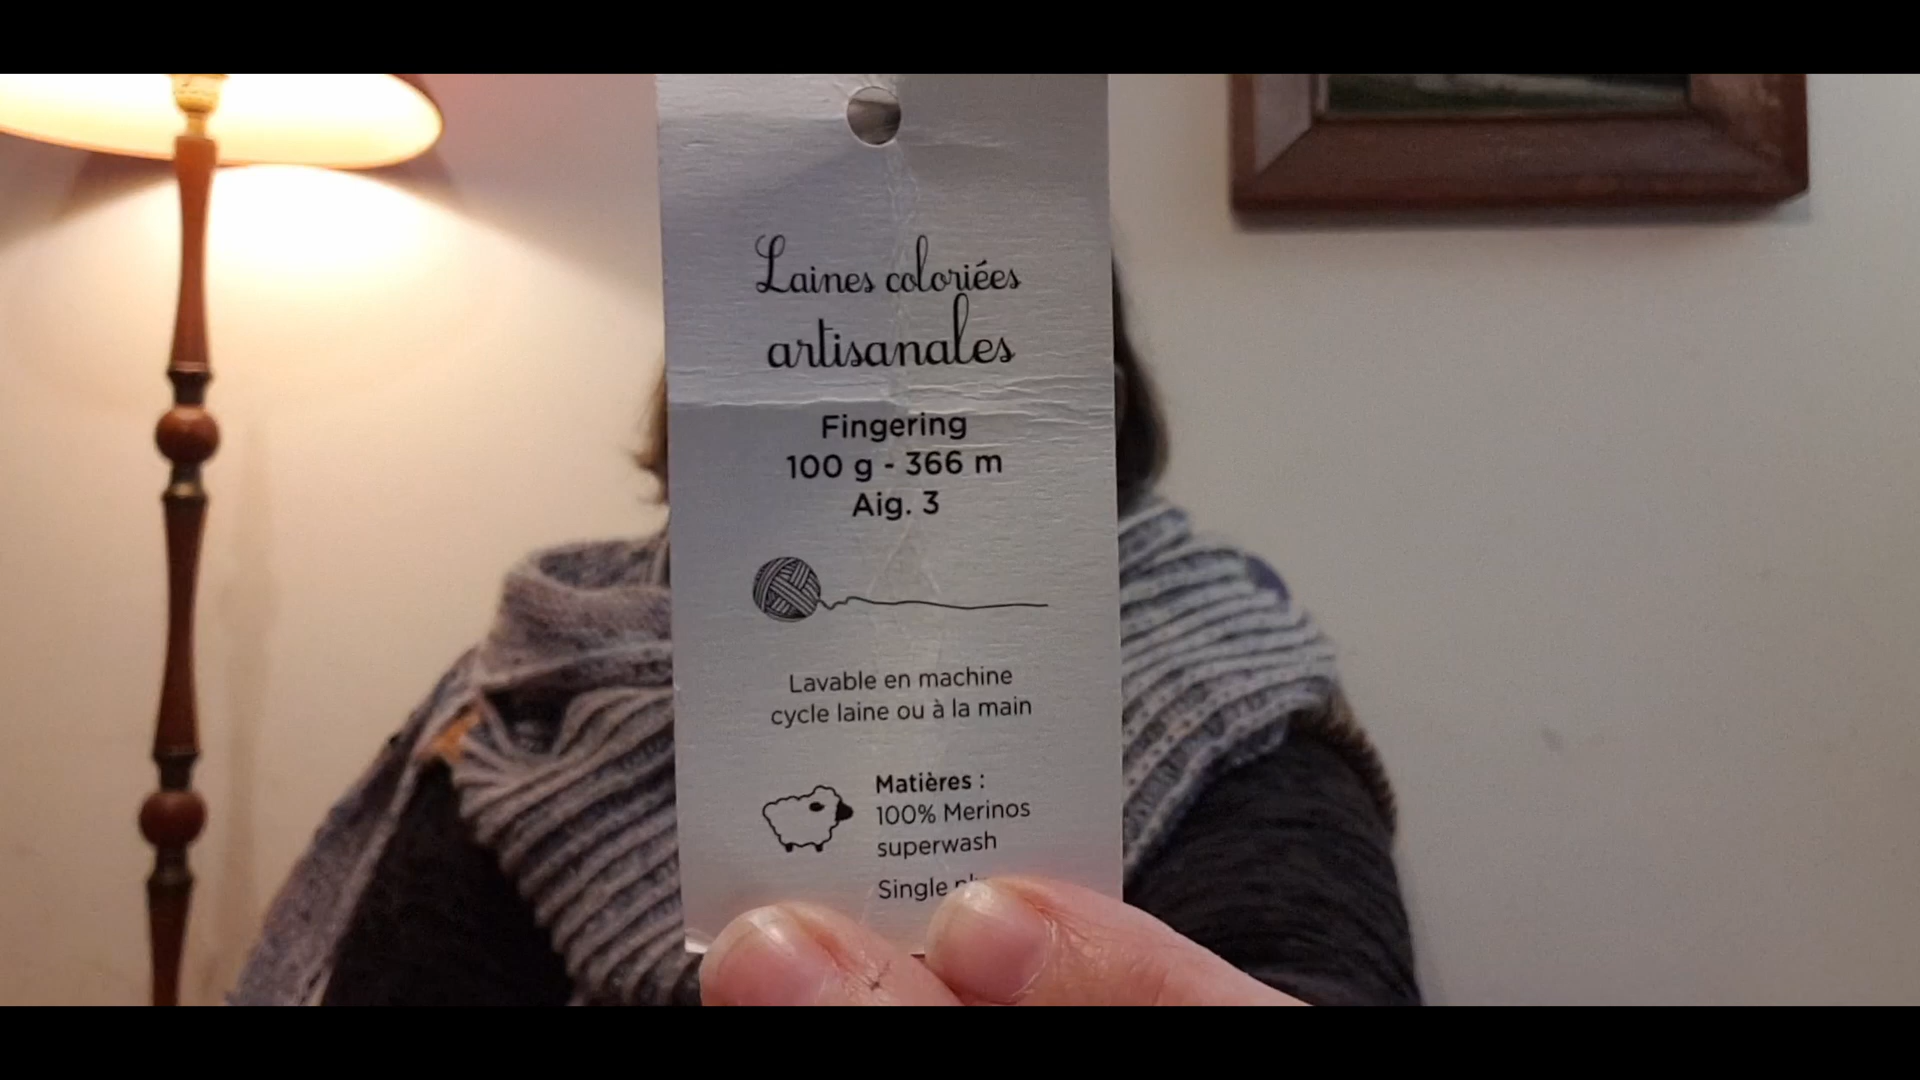 Laines coloriées
artisanales
Fingering
100 g - 366 m
Aig. 3
Lavable en machine
cycle laine ou à la main
Matières :
100% Merinos
superwash
Single